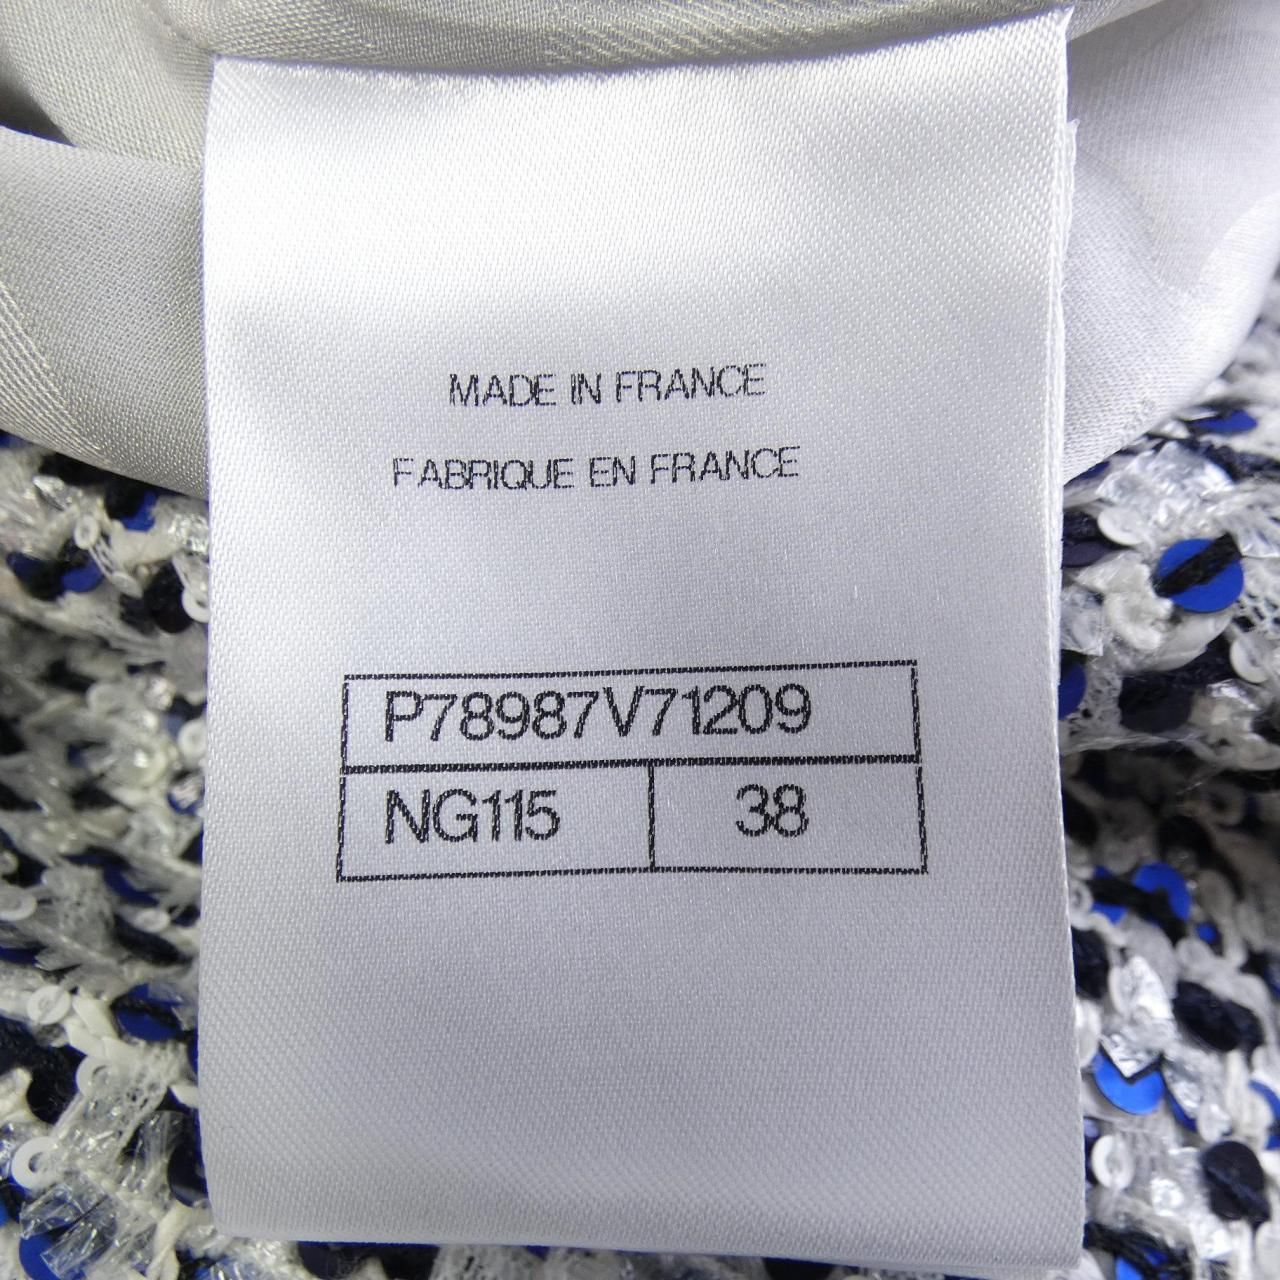 MADE IN FRANCE
FABRIQUE EN FRANCE
P78987V71209
NG115 38